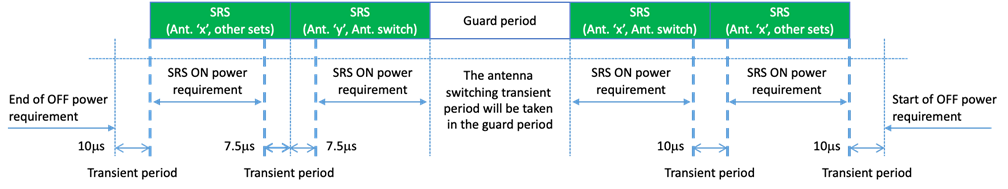 SRS
(Ant. ‘x’, other sets)
SRS
(Ant. ‘y’, Ant. switch)
Guard period
SRS
(Ant. ‘x’, Ant. switch)
SRS
(Ant. ‘x’, other sets)
End of OFF power
requirement
SRS ON power
requirement
SRS ON power
requirement
The antenna
switching transient
period will be taken
in the guard period
SRS ON power
requirement
SRS ON power
requirement
Start of OFF power
requirement
10µs
7.5µs
7.5µs
10µs
10µs
Transient period
Transient period
Transient period
Transient period